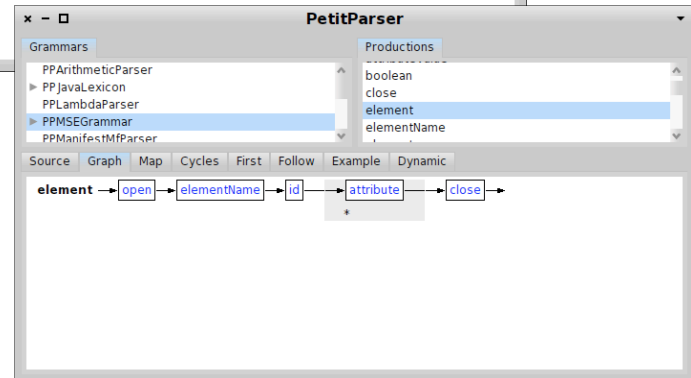 PetitParser
Grammars
PPArithmeticParser
PPJavaLexicon
PPLambdaParser
PPMSEGrammar
PPManifestMfParser
Productions
attributeValue
boolean
close
element
elementName
Source Graph Map Cycles First Follow Example Dynamic
element open elementName id attribute close
*